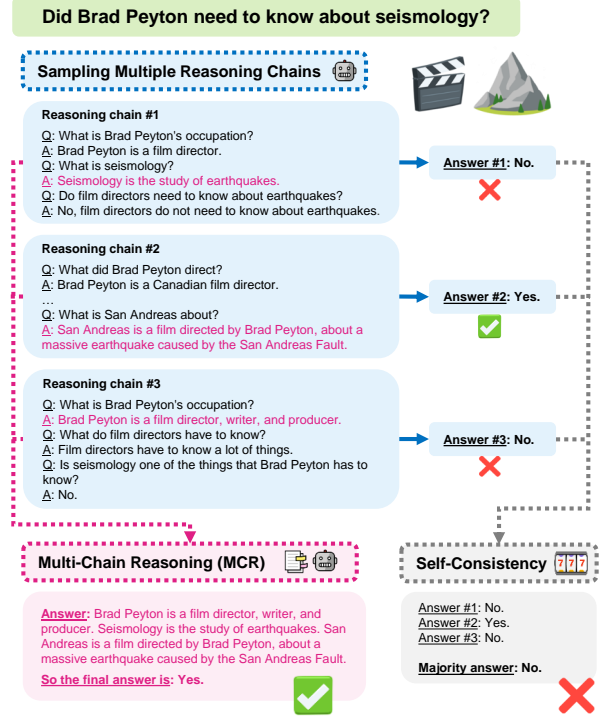 Did Brad Peyton need to know about seismology?
Sampling Multiple Reasoning Chains
Reasoning chain #1
Q: What is Brad Peyton's occupation?
A: Brad Peyton is a film director.
Q: What is seismology?
A: Seismology is the study of earthquakes.
Q: Do film directors need to know about earthquakes?
A: No, film directors do not need to know about earthquakes.
Answer #1: No.
Reasoning chain #2
Q: What did Brad Peyton direct?
A: Brad Peyton is a Canadian film director.
…
Q: What is San Andreas about?
A: San Andreas is a film directed by Brad Peyton, about a
massive earthquake caused by the San Andreas Fault.
Answer #2: Yes.
Reasoning chain #3
Q: What is Brad Peyton's occupation?
A: Brad Peyton is a film director, writer, and producer.
Q: What do film directors have to know?
A: Film directors have to know a lot of things.
Q: Is seismology one of the things that Brad Peyton has to
know?
A: No.
Answer #3: No.
Multi-Chain Reasoning (MCR)
Answer: Brad Peyton is a film director, writer, and
producer. Seismology is the study of earthquakes. San
Andreas is a film directed by Brad Peyton, about a
massive earthquake caused by the San Andreas Fault.
So the final answer is: Yes.
Self-Consistency
777
Answer #1: No.
Answer #2: Yes.
Answer #3: No.
Majority answer: No.